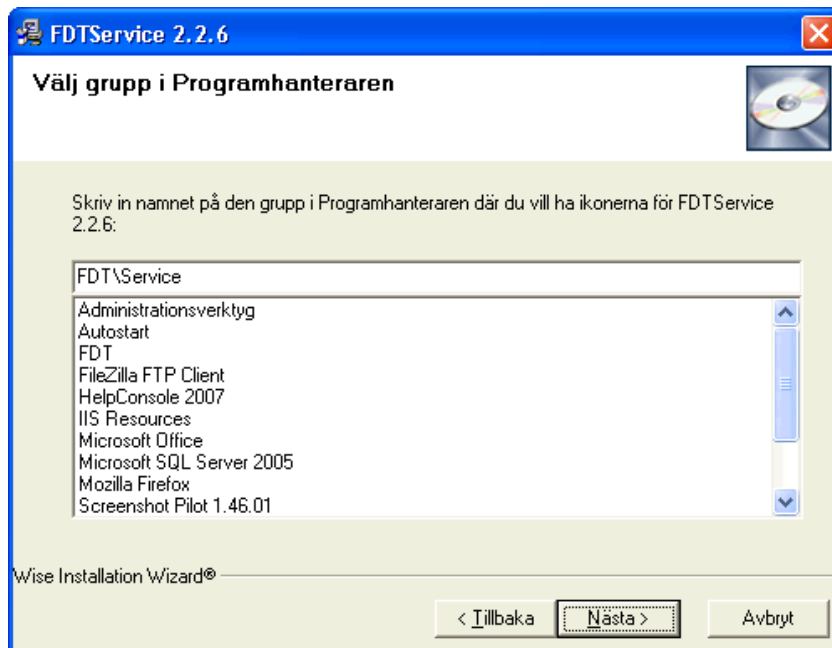 FDTService 2.2.6
Välj grupp i Programhanteraren
Skriv in namnet på den grupp i Programhanteraren där du vill ha ikonerna för FDTService
2.2.6:
FDT\Service
Administrationsverktyg
Autostart
FDT
FileZilla FTP Client
HelpConsole 2007
IIS Resources
Microsoft Office
Microsoft SQL Server 2005
Mozilla Firefox
Screenshot Pilot 1.46.01
Wise Installation Wizard®
< Tillbaka Nästa > Avbryt